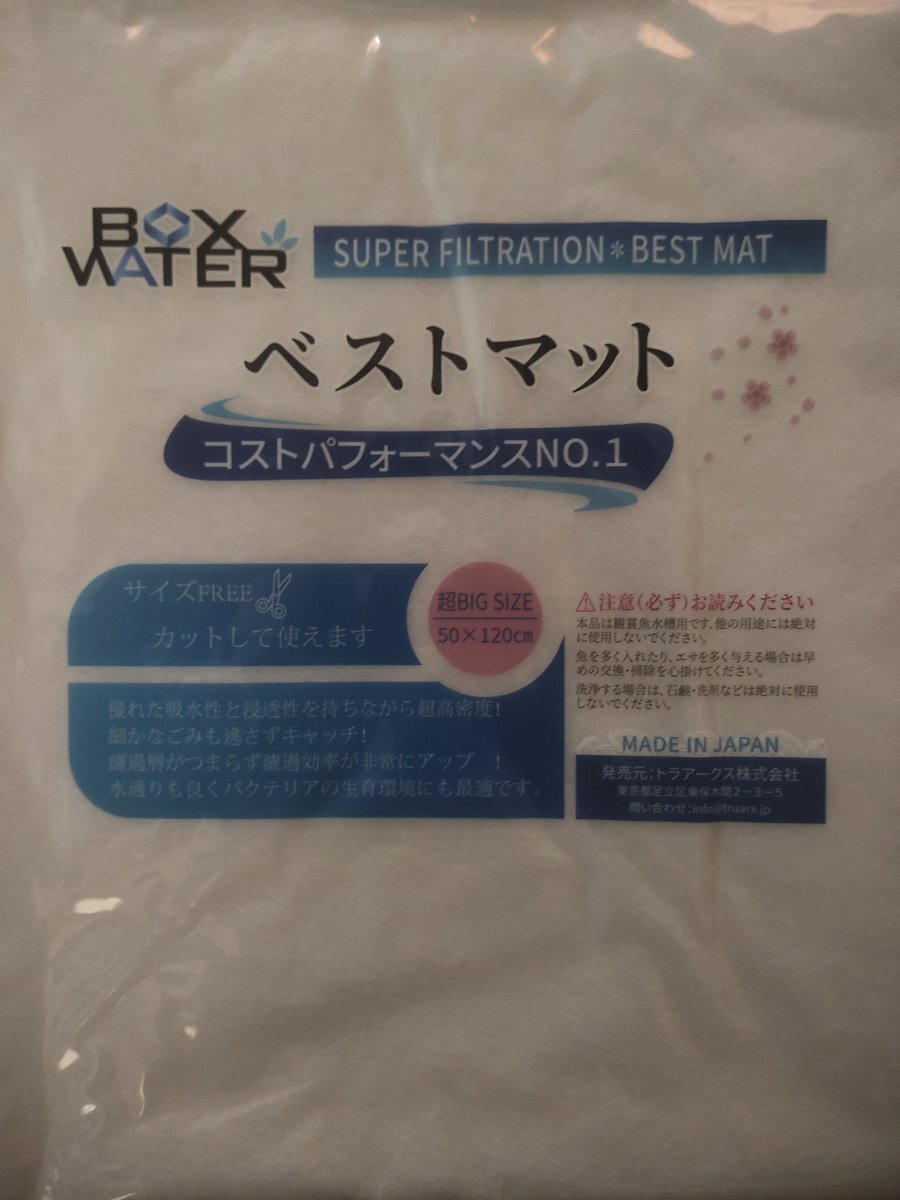 BOX
WATER
SUPER FILTRATION＊BEST MAT
ベストマット
コストパフォーマンスNO.1
サイズFREE
カットして使えます
超BIG SIZE
50×120㎝
優れた吸水性と浸透性を持ちながら超高密度!
細かなごみも逃さずキャッチ!
濾過層がつまらず濾過効率が非常にアップ !
水通りも良くバクテリアの生育環境にも最適です。
⚠注意(必ず)お読みください
本品は観賞魚水槽用です､他の用途には絶対
に使用しないでください。
魚を多く入れたり､エサを多く与える場合は早
めの交換・掃除を心掛けてください。
洗浄する場合は､石鹸・洗剤などは絶対に使用
しないでください。
MADE IN JAPAN
発売元：トラアークス株式会社
東京都足立区東保木間2－3－5
問い合わせ：info@truarx.jp